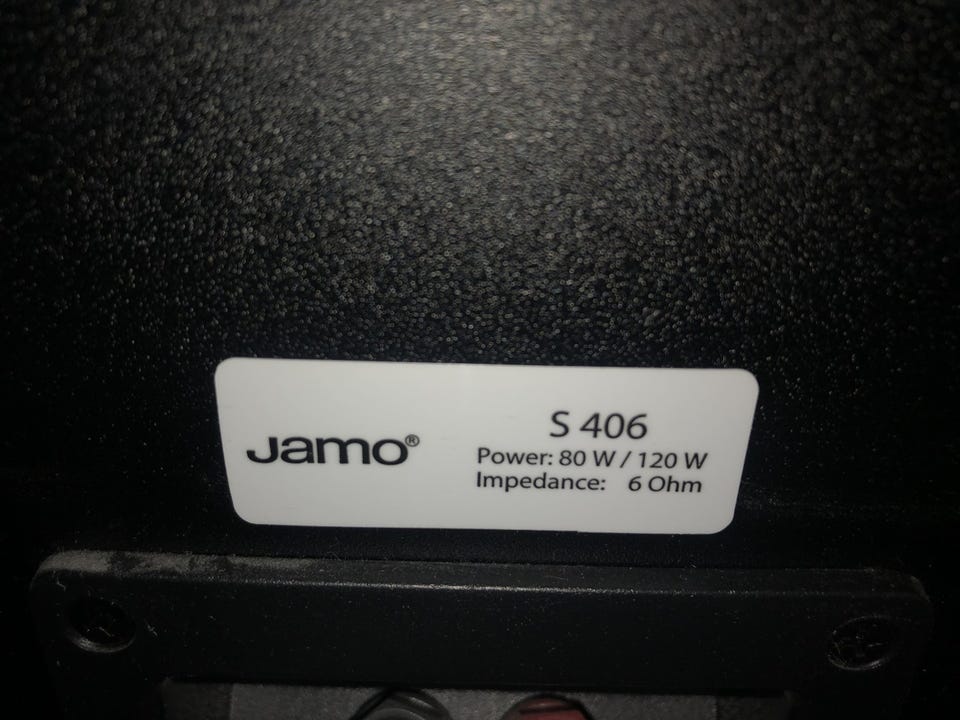 Jamo®
S 406
Power: 80 W / 120 W
Impedance: 6 Ohm